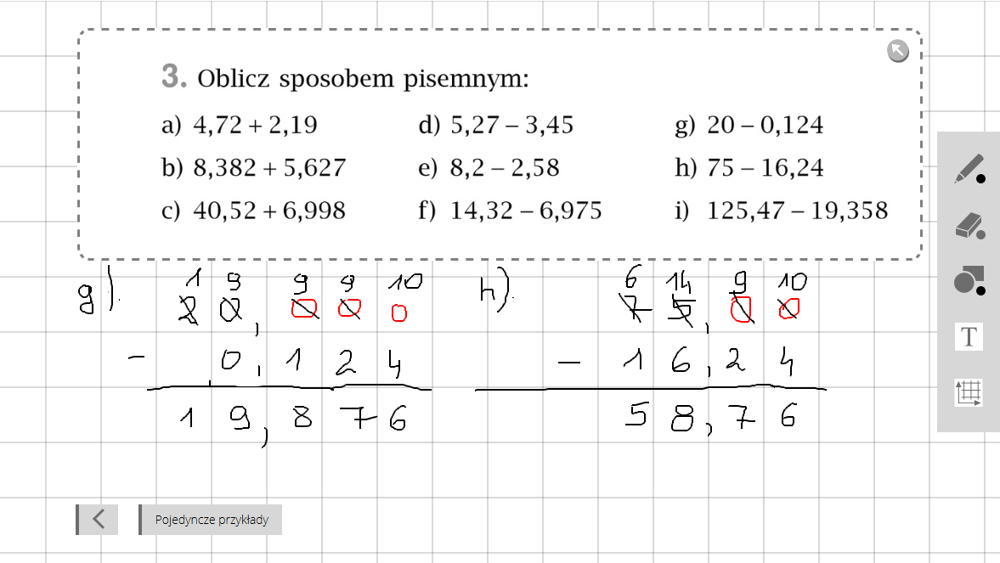 3. Oblicz sposobem pisemnym:
a) 4,72 + 2,19 d) 5,27 – 3,45 g) 20 – 0,124
b) 8,382 + 5,627 e) 8,2 – 2,58 h) 75 – 16,24
c) 40,52 + 6,998 f) 14,32 – 6,975 i) 125,47 – 19,358
g). 1 9 9 9 10 h). 6 14 9 10
2 0, 0 0 0 7 5, 0 0
– 0, 1 2 4 – 1 6, 2 4
1 9, 8 7 6 5 8, 7 6
T
Pojedyncze przykłady